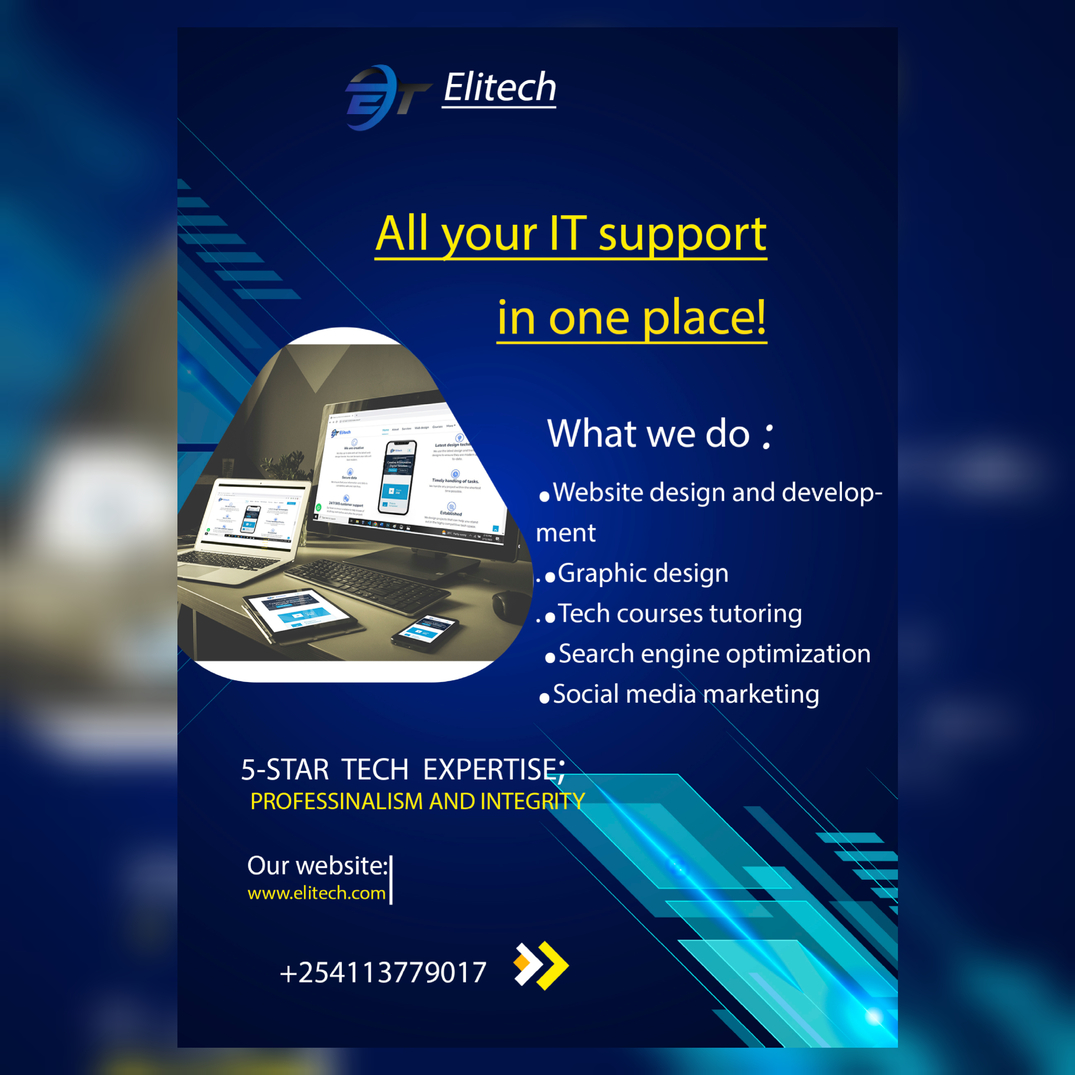 ET Elitech
All your IT support
in one place!
What we do :
•Website design and develop-
ment
.•Graphic design
.•Tech courses tutoring
•Search engine optimization
•Social media marketing
5-STAR TECH EXPERTISE;
PROFESSINALISM AND INTEGRITY
Our website:
www.elitech.com
+254113779017